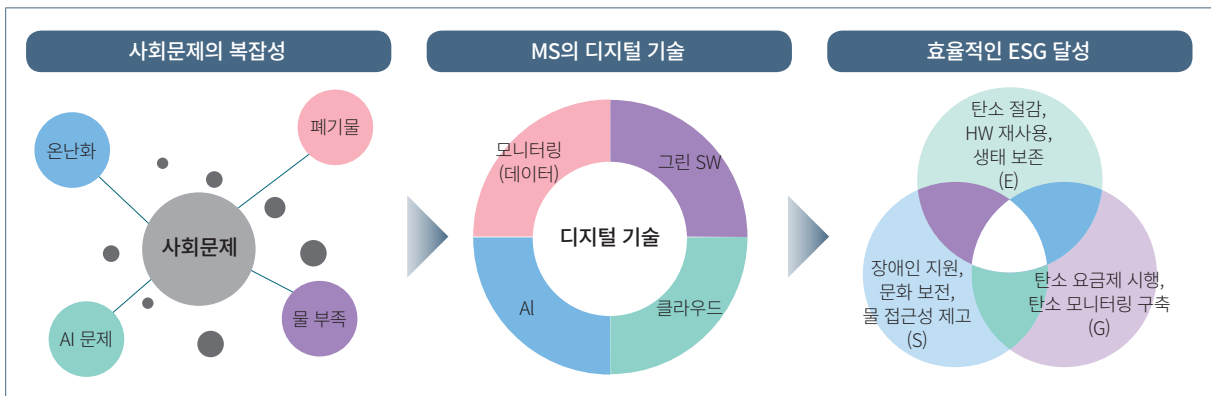 사회문제의 복잡성
온난화
폐기물
사회문제
AI 문제
물 부족
MS의 디지털 기술
모니터링
(데이터)
그린 SW
디지털 기술
AI
클라우드
효율적인 ESG 달성
탄소 절감,
HW 재사용,
생태 보존
(E)
장애인 지원,
문화 보전,
물 접근성 제고
(S)
탄소 요금제 시행,
탄소 모니터링 구축
(G)